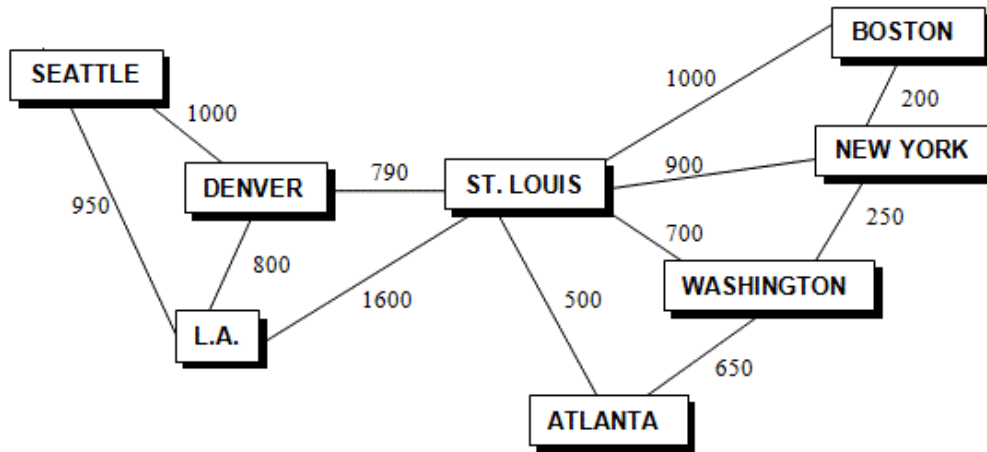 BOSTON
SEATTLE
1000
200
1000
NEW YORK
790
900
DENVER
ST. LOUIS
950
250
700
800
WASHINGTON
1600
500
L.A.
650
ATLANTA